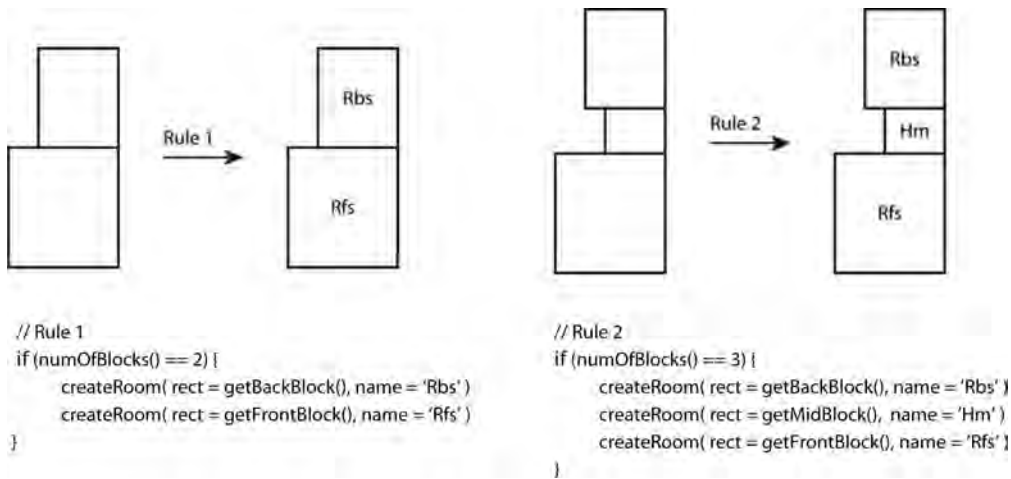 Rbs
Rule 1
Rfs
Rbs
Rule 2
Hm
Rfs
// Rule 1
if (numOfBlocks() == 2) {
createRoom( rect = getBackBlock(), name = 'Rbs' )
createRoom( rect = getFrontBlock(), name = 'Rfs' )
}
// Rule 2
if (numOfBlocks() == 3) {
createRoom( rect = getBackBlock(), name = 'Rbs' )
createRoom( rect = getMidBlock(), name = 'Hm' )
createRoom( rect = getFrontBlock(), name = 'Rfs' )
}